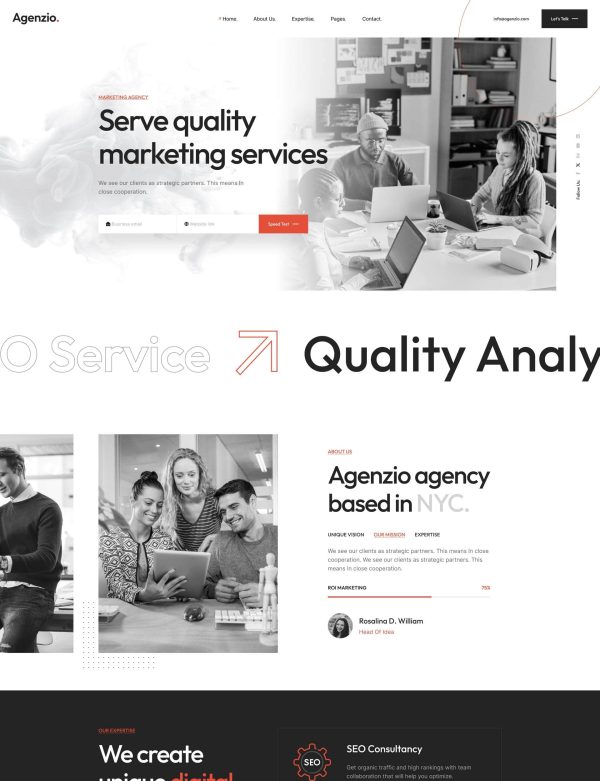 Agenzio.
Home. About Us. Expertise. Pages. Contact.
info@agenzio.com
Let's Talk
MARKETING AGENCY
Serve quality
marketing services
We see our clients as strategic partners. This means In
close cooperation.
Business email
Website link
Speed Test
Follow Us:
O Service
Quality Analy
ABOUT US
Agenzio agency
based in NYC.
UNIQUE VISION OUR MISSION EXPERTISE
We see our clients as strategic partners. This means In close
cooperation. We see our clients as strategic partners. This
means In close cooperation.
ROI MARKETING 75%
Rosalina D. William
Head Of Idea
OUR EXPERTISE
We create
unique digital
SEO
SEO Consultancy
Get organic traffic and high rankings with team
collaboration that will help you optimize.